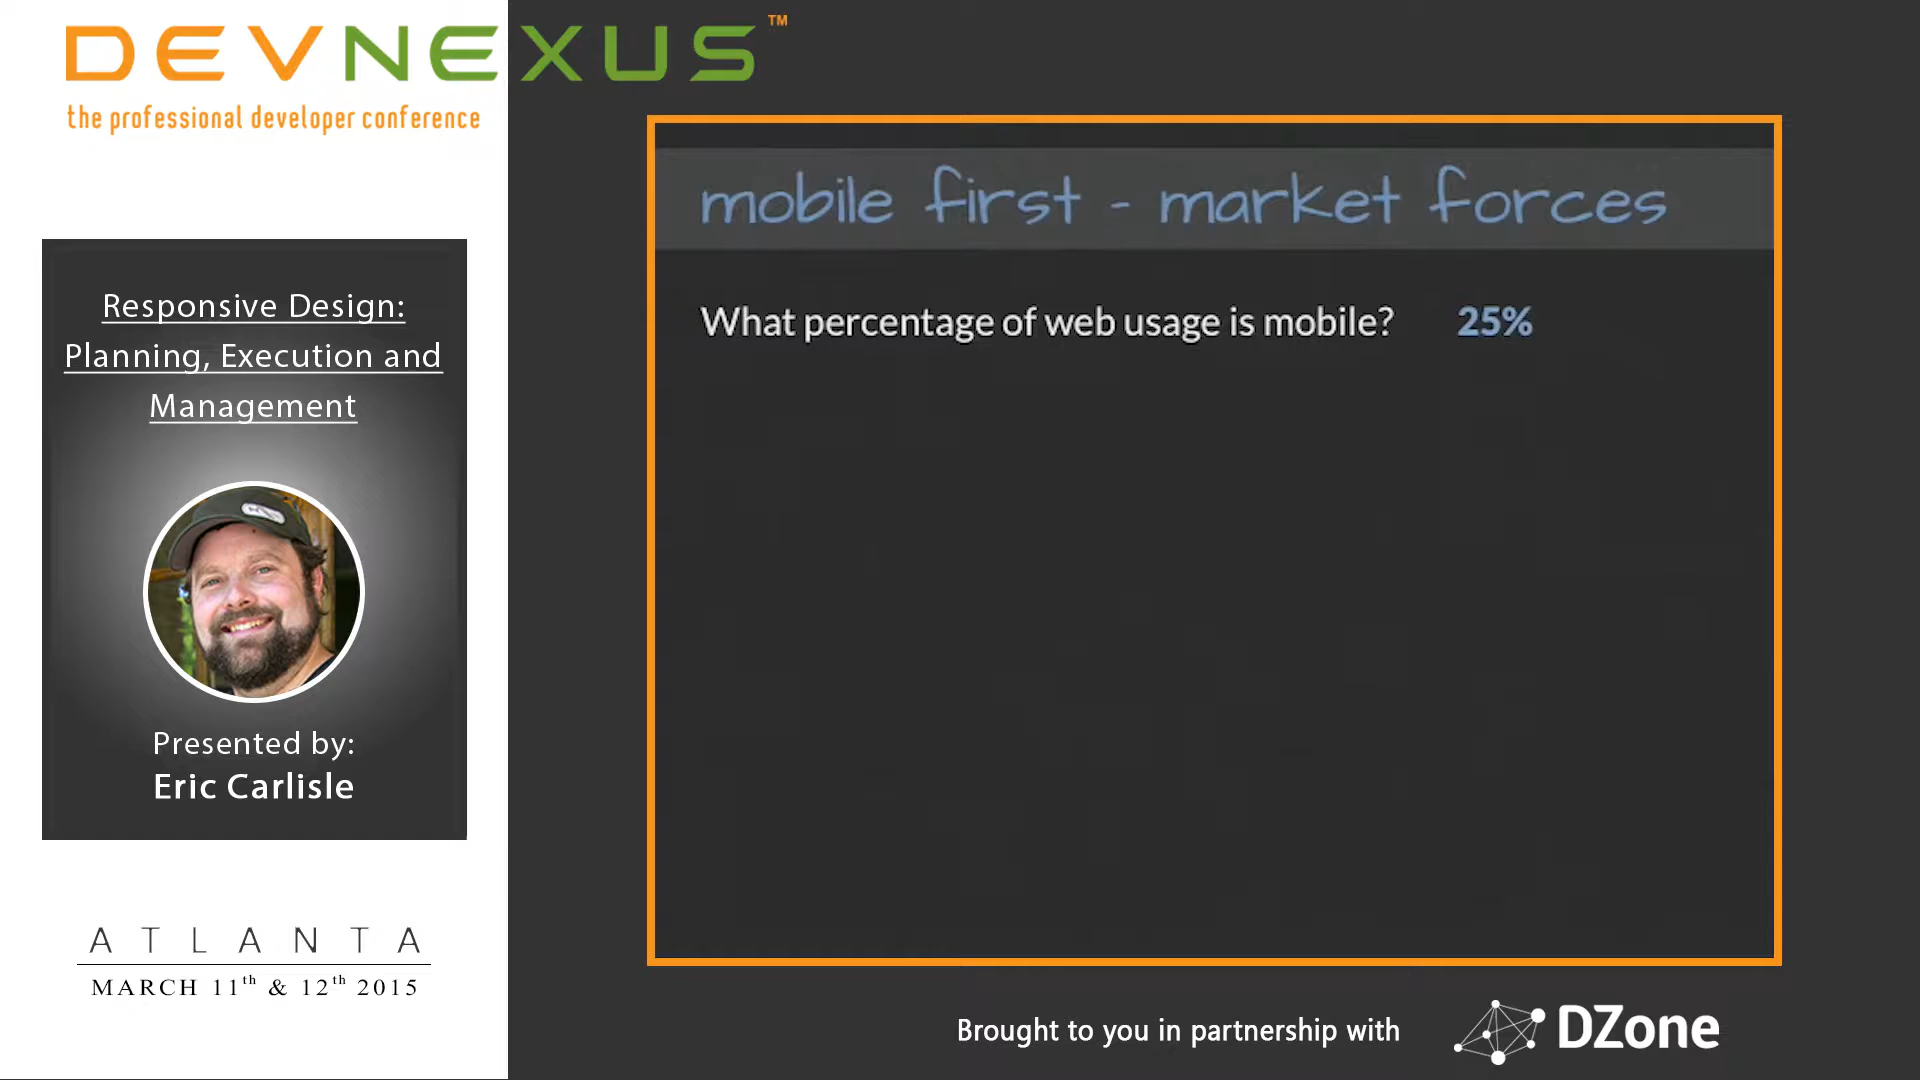 DEVNEXUS™
the professional developer conference
Responsive Design:
Planning, Execution and
Management
Presented by:
Eric Carlisle
ATLANTA
MARCH 11th & 12th 2015
mobile first - market forces
What percentage of web usage is mobile? 25%
Brought to you in partnership with DZone